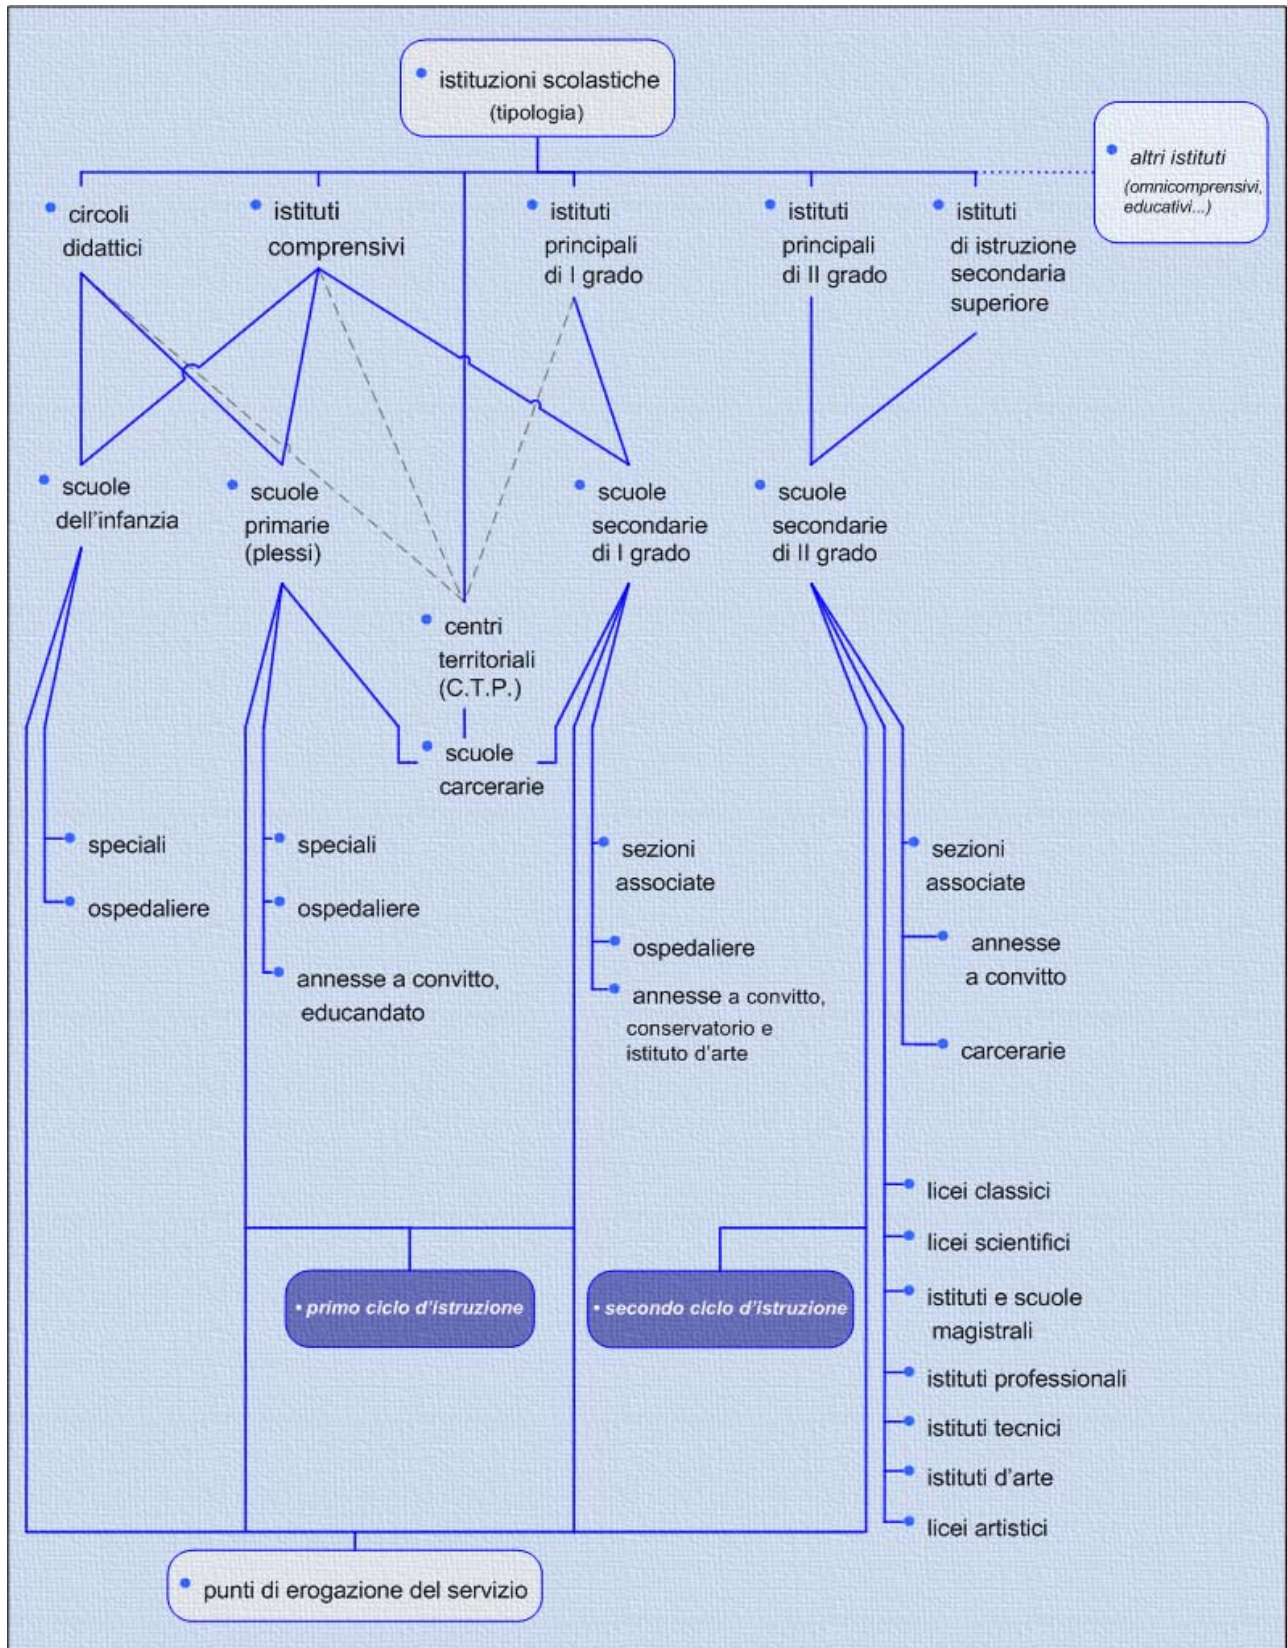 istituzioni scolastiche
(tipologia)
altri istituti
(omnicomprensivi,
educativi...)
circoli
didattici
istituti
comprensivi
istituti
principali
di I grado
istituti
principali
di II grado
istituti
di istruzione
secondaria
superiore
scuole
dell'infanzia
scuole
primarie
(plessi)
scuole
secondarie
di I grado
scuole
secondarie
di II grado
centri
territoriali
(C.T.P.)
scuole
carcerarie
speciali
ospedaliere
speciali
ospedaliere
annesse a convitto,
educandato
sezioni
associate
ospedaliere
annesse a convitto,
conservatorio e
istituto d'arte
sezioni
associate
annesse
a convitto
carcerarie
licei classici
licei scientifici
istituti e scuole
magistrali
istituti professionali
istituti tecnici
istituti d'arte
licei artistici
• primo ciclo d'istruzione
• secondo ciclo d'istruzione
punti di erogazione del servizio